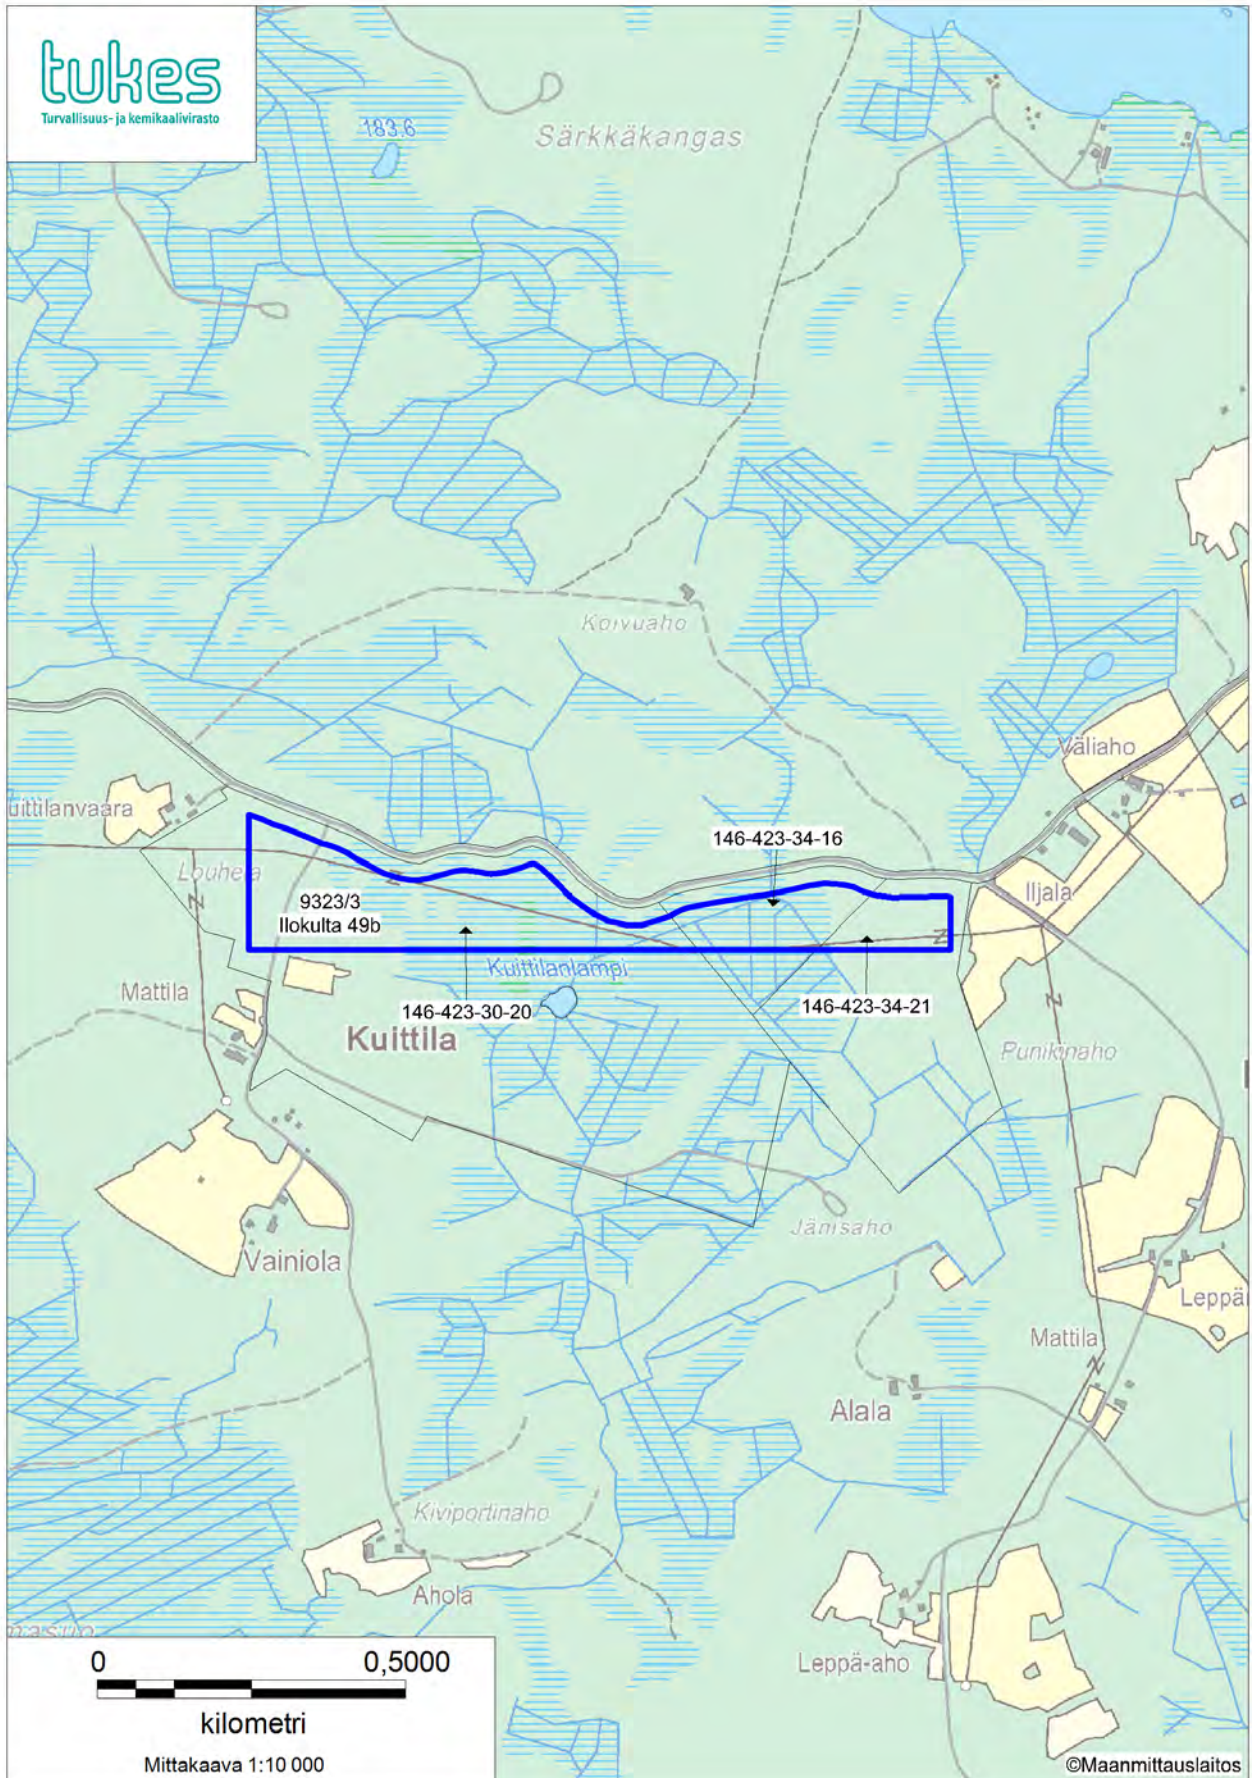 tukes
Turvallisuus- ja kemikaalivirasto
183.6
Särkkäkangas
Koivuaho
Väliaho
uittilanvaara
146-423-34-16
Louhela
Iljala
9323/3
Ilokulta 49b
Kuittilanlampi
Mattila
146-423-30-20
146-423-34-21
Kuittila
Punikinaho
Jänisaho
Vainiola
Leppä
Mattila
Alala
Kiviportinaho
Ahola
masuo
Leppä-aho
0 0,5000
kilometri
Mittakaava 1:10 000
©Maanmittauslaitos